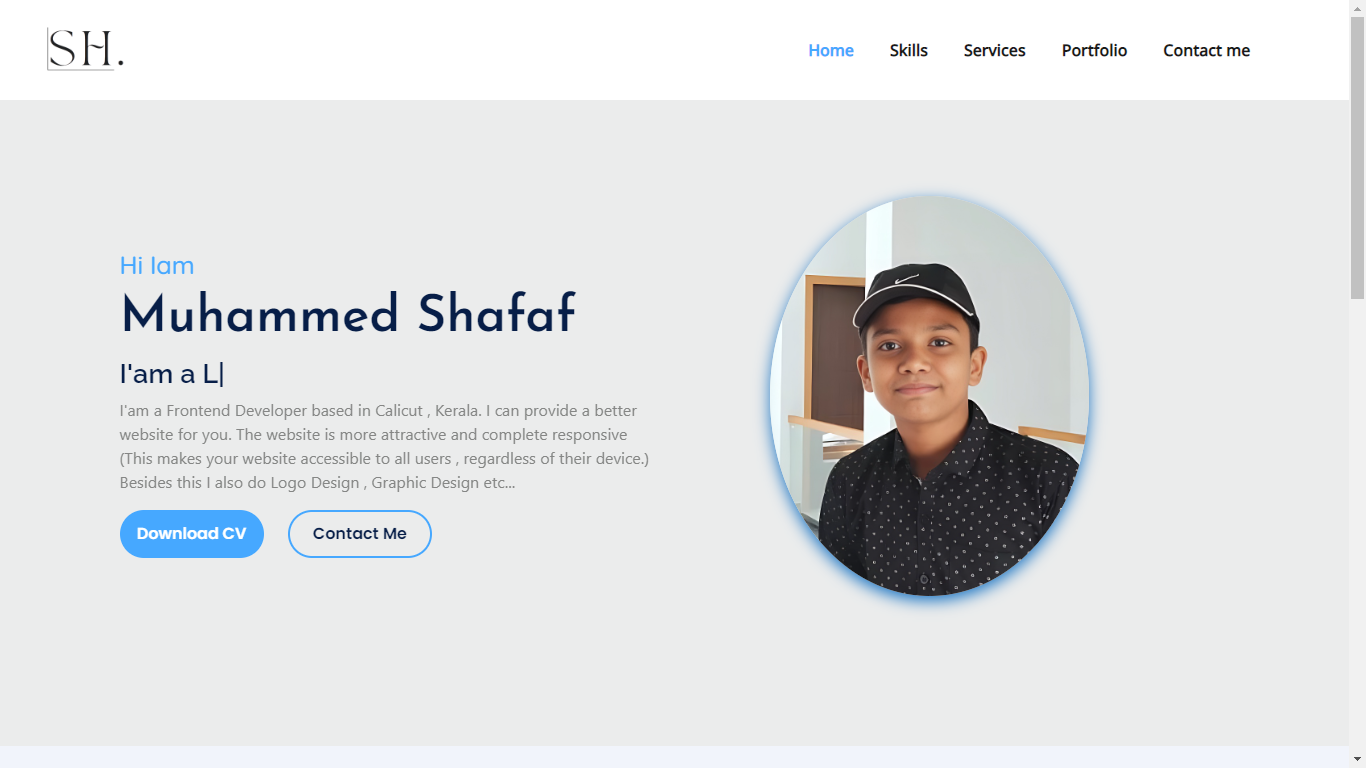 SH.
Home Skills Services Portfolio Contact me
Hi Iam
Muhammed Shafaf
I'am a L
I'am a Frontend Developer based in Calicut , Kerala. I can provide a better
website for you. The website is more attractive and complete responsive
(This makes your website accessible to all users , regardless of their device.)
Besides this I also do Logo Design , Graphic Design etc...
Download CV Contact Me